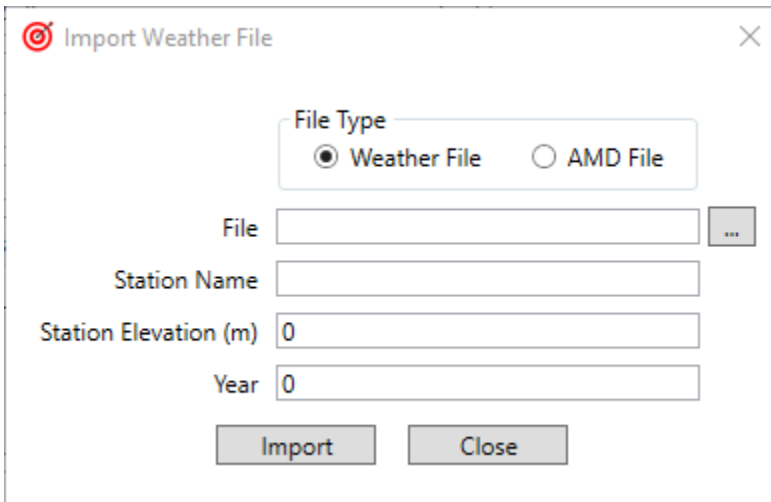 Import Weather File
File Type
Weather File AMD File
File ...
Station Name
Station Elevation (m) 0
Year 0
Import Close